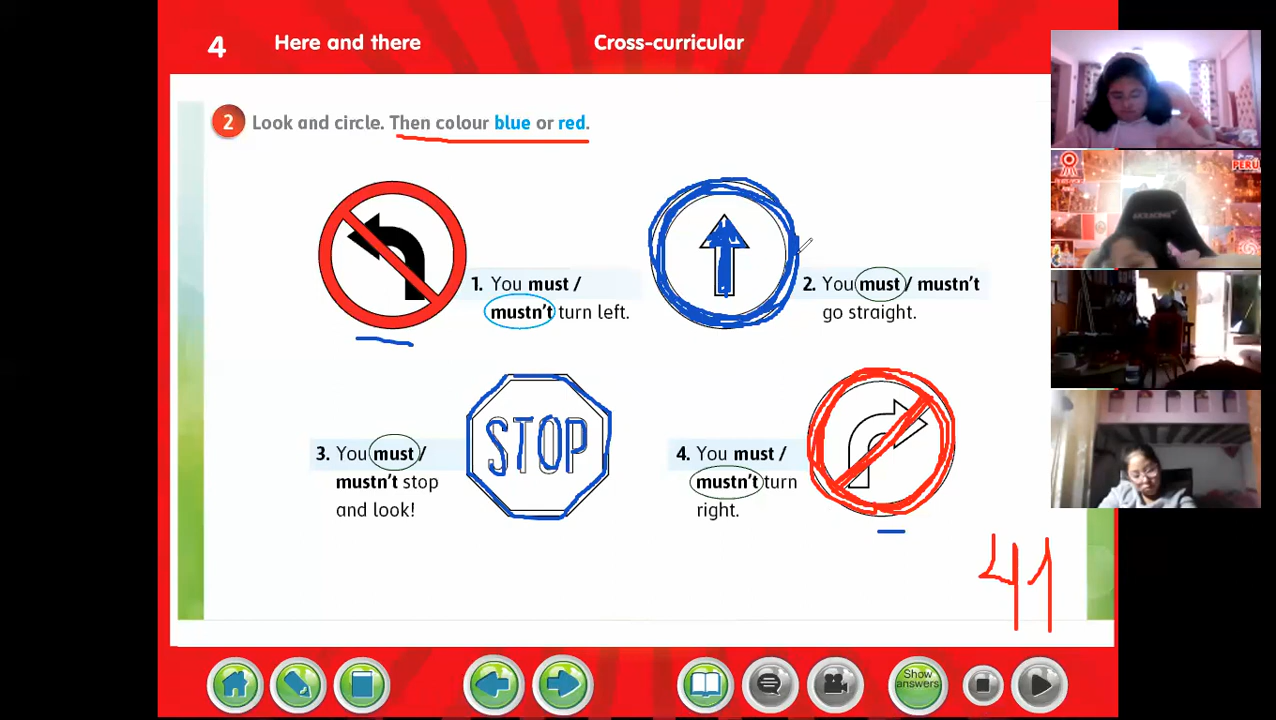 4 Here and there Cross-curricular
2 Look and circle. Then colour blue or red.
1. You must /
mustn't turn left.
2. You must / mustn't
go straight.
3. You must /
mustn't stop
and look!
STOP
4. You must /
mustn't turn
right.
41
Show
answers
PERÚ